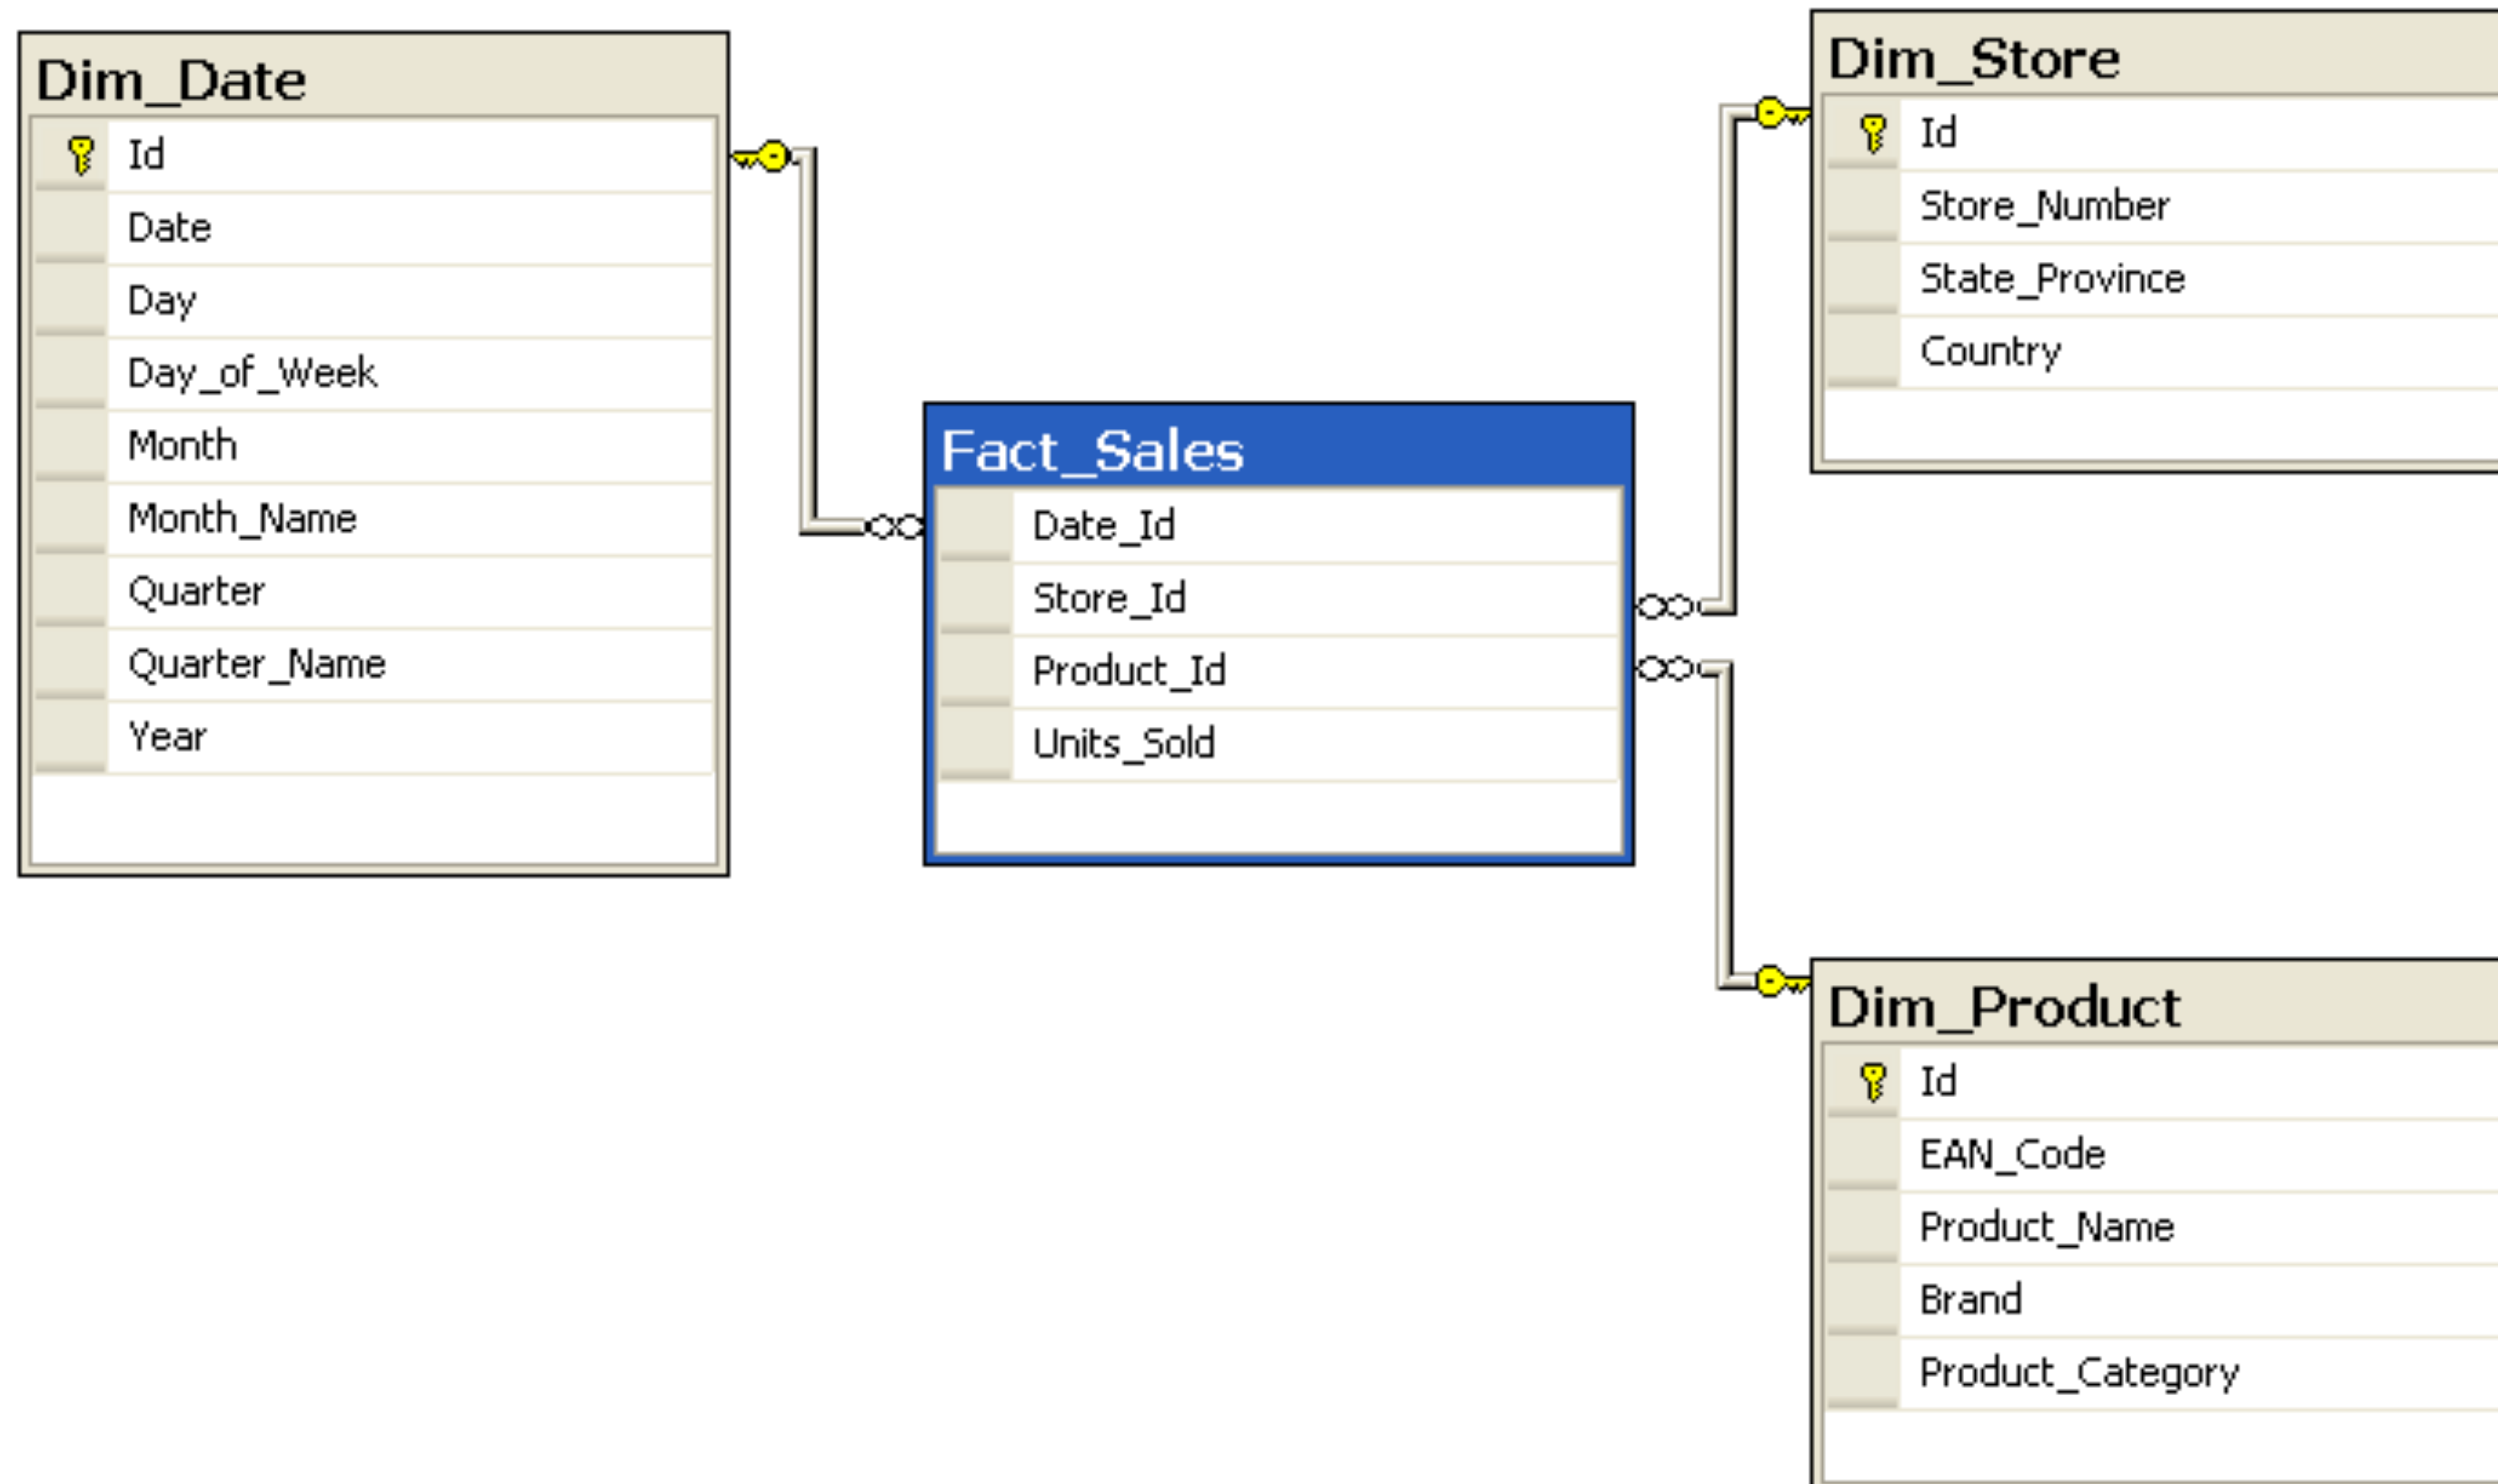 Dim_Date
Id
Date
Day
Day_of_Week
Month
Month_Name
Quarter
Quarter_Name
Year
Fact_Sales
Date_Id
Store_Id
Product_Id
Units_Sold
Dim_Store
Id
Store_Number
State_Province
Country
Dim_Product
Id
EAN_Code
Product_Name
Brand
Product_Category